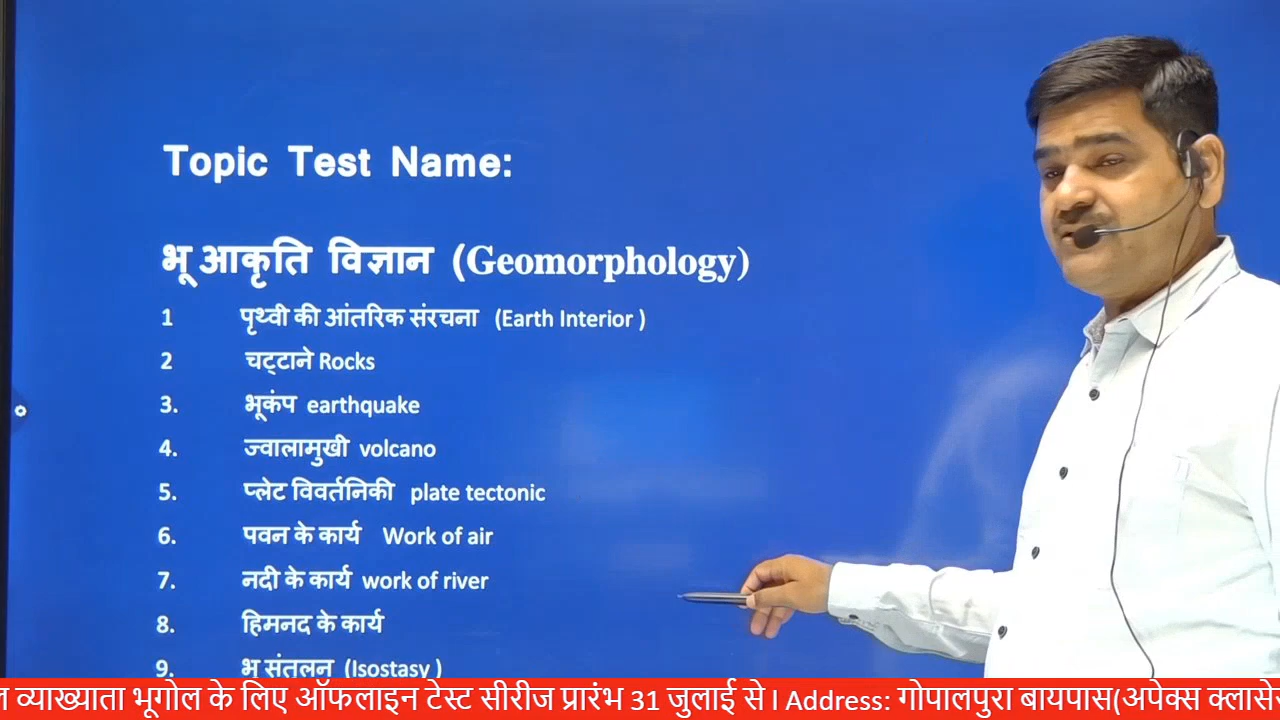 Topic Test Name:
भू आकृति विज्ञान (Geomorphology)
1 पृथ्वी की आंतरिक संरचना (Earth Interior )
2 चट्टाने Rocks
3. भूकंप earthquake
4. ज्वालामुखी volcano
5. प्लेट विवर्तनिकी plate tectonic
6. पवन के कार्य Work of air
7. नदी के कार्य work of river
8. हिमनद के कार्य
9. भू संतुलन (Isostasy )
व्याख्याता भूगोल के लिए ऑफलाइन टेस्ट सीरीज प्रारंभ 31 जुलाई से l Address: गोपालपुरा बायपास(अपेक्स